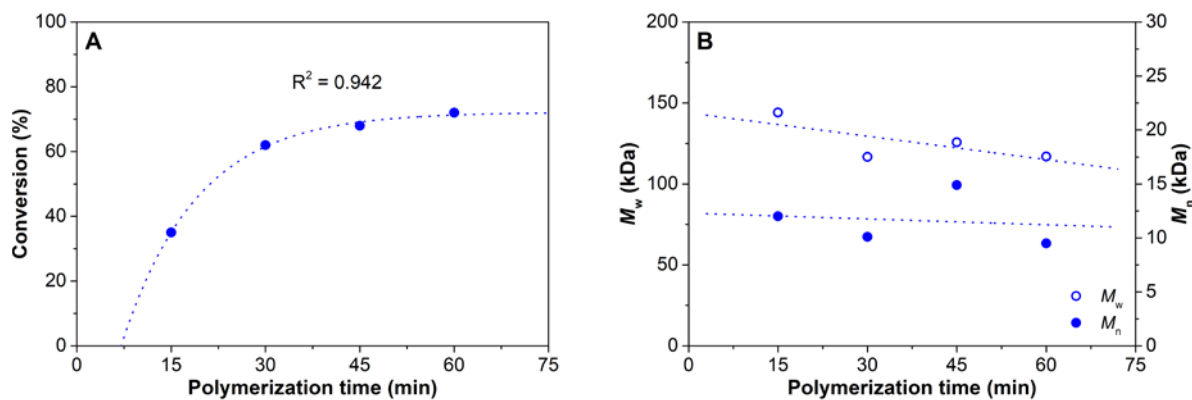 A
R² = 0.942
100
80
60
40
20
0
Conversion (%)
0 15 30 45 60 75
Polymerization time (min)
B
200
150
100
50
0
Mw (kDa)
30
25
20
15
10
5
0
Mn (kDa)
Mw
Mn
0 15 30 45 60 75
Polymerization time (min)